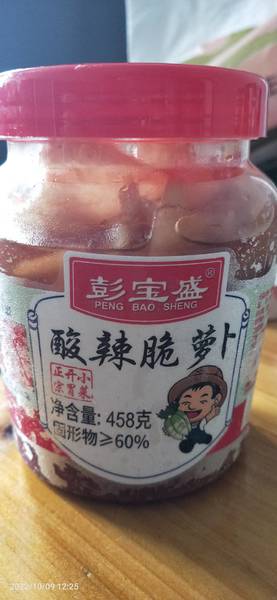 彭宝盛®
PENG BAO SHENG
酸辣脆萝卜
正开小
宗胃菜
净含量: 458克
固形物≥60%
2022/10/09 12:25